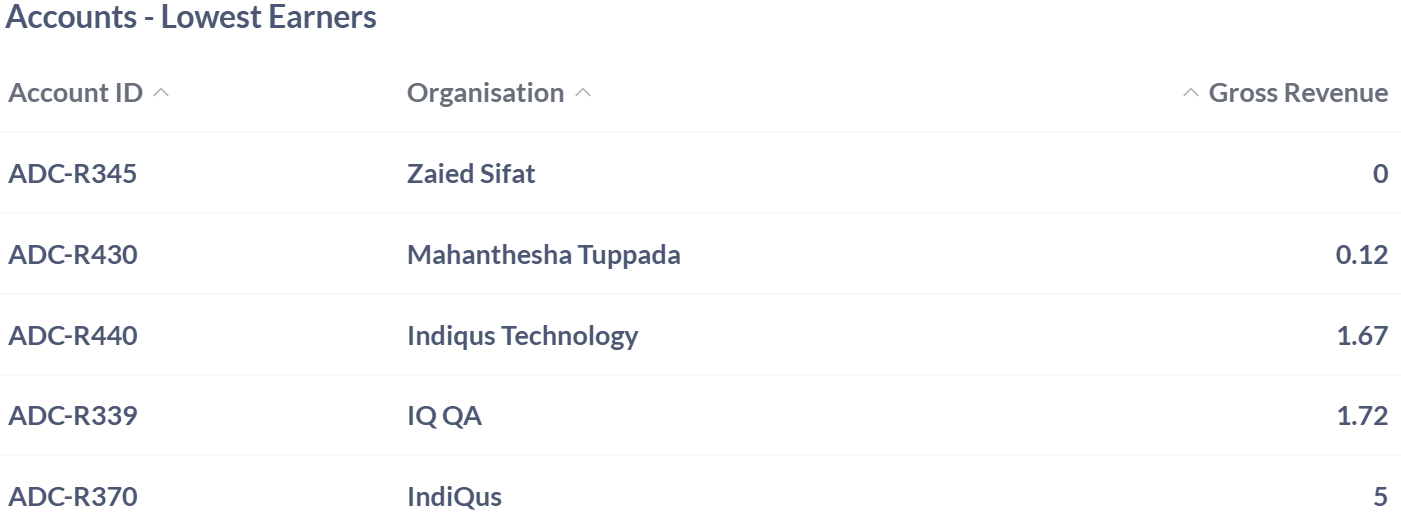 Accounts - Lowest Earners
Account ID Organisation Gross Revenue
ADC-R345 Zaied Sifat 0
ADC-R430 Mahanthesha Tuppada 0.12
ADC-R440 Indiqus Technology 1.67
ADC-R339 IQ QA 1.72
ADC-R370 IndiQus 5